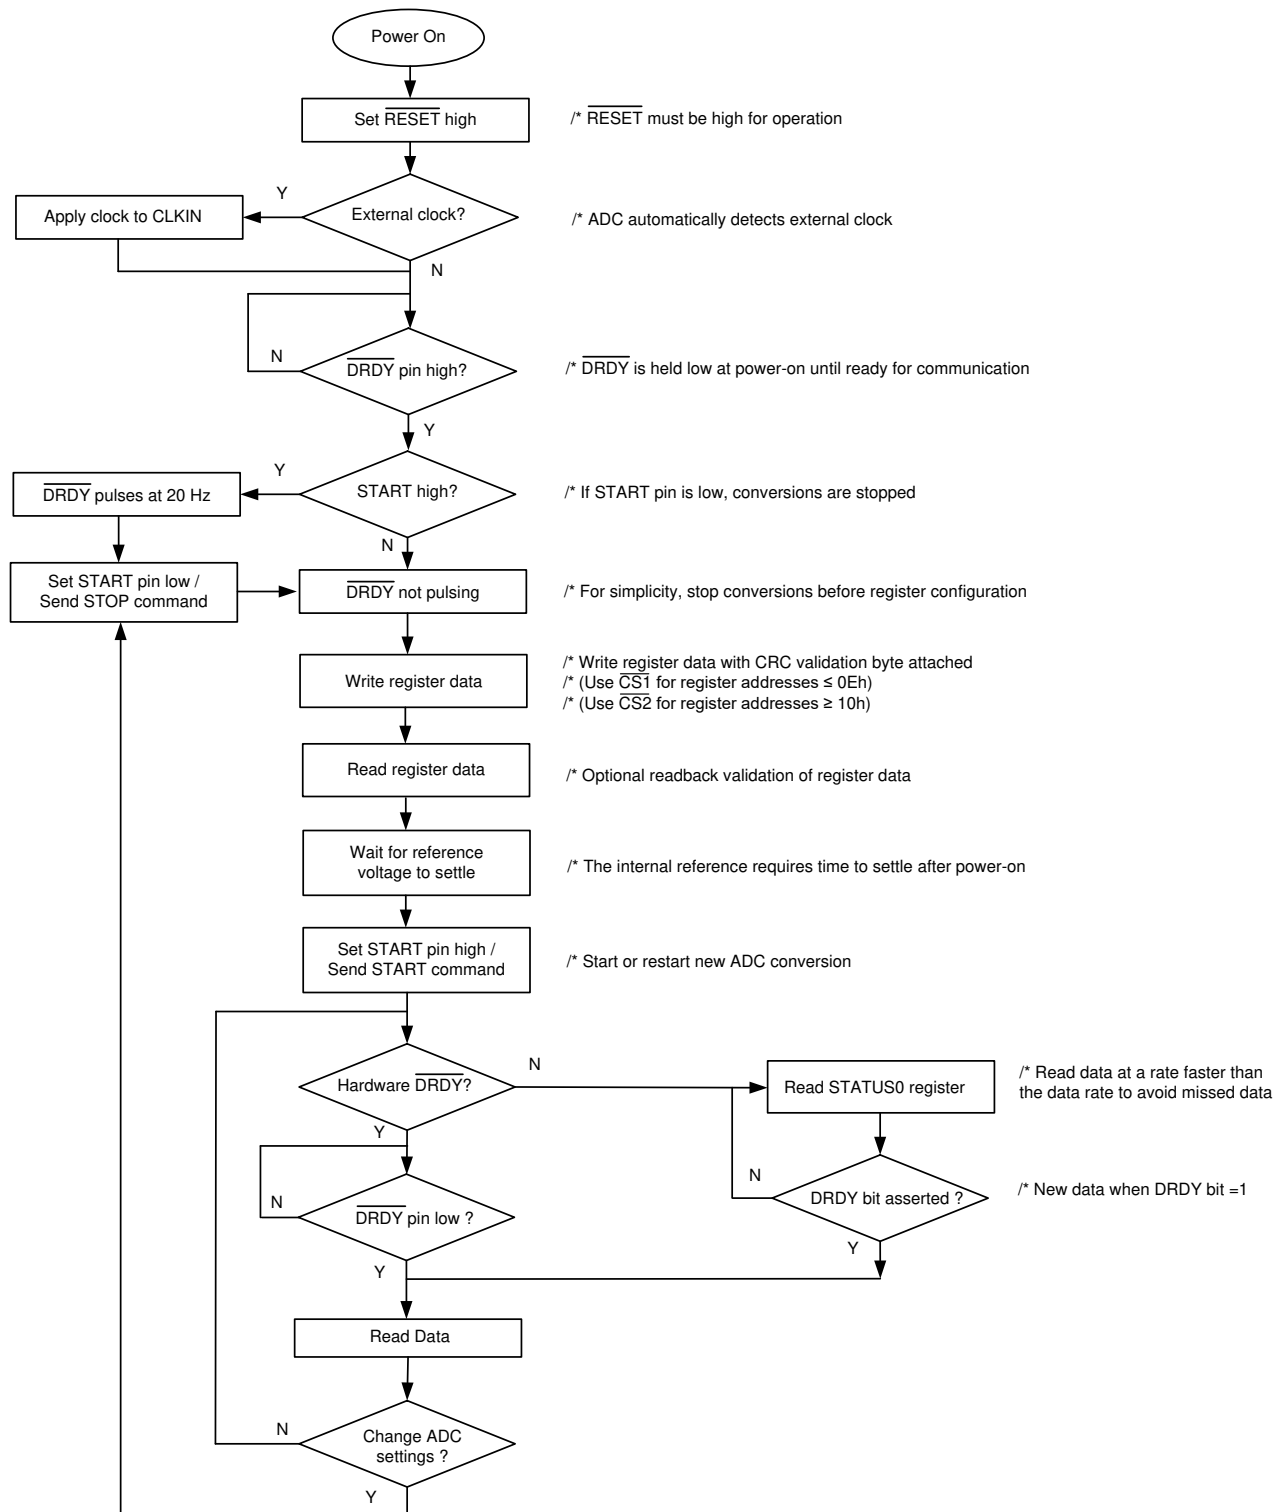 Power On
Set RESET high
/* RESET must be high for operation
Y
Apply clock to CLKIN
External clock?
/* ADC automatically detects external clock
N
N
DRDY pin high?
/* DRDY is held low at power-on until ready for communication
Y
Y
DRDY pulses at 20 Hz
START high?
/* If START pin is low, conversions are stopped
N
Set START pin low /
Send STOP command
DRDY not pulsing
/* For simplicity, stop conversions before register configuration
Write register data
/* Write register data with CRC validation byte attached
/* (Use CS1 for register addresses ≤ 0Eh)
/* (Use CS2 for register addresses ≥ 10h)
Read register data
/* Optional readback validation of register data
Wait for reference
voltage to settle
/* The internal reference requires time to settle after power-on
Set START pin high /
Send START command
/* Start or restart new ADC conversion
Hardware DRDY?
N
Read STATUS0 register
/* Read data at a rate faster than
the data rate to avoid missed data
Y
N
DRDY pin low ?
N
DRDY bit asserted ?
/* New data when DRDY bit =1
Y
Y
Read Data
N
Change ADC
settings ?
Y